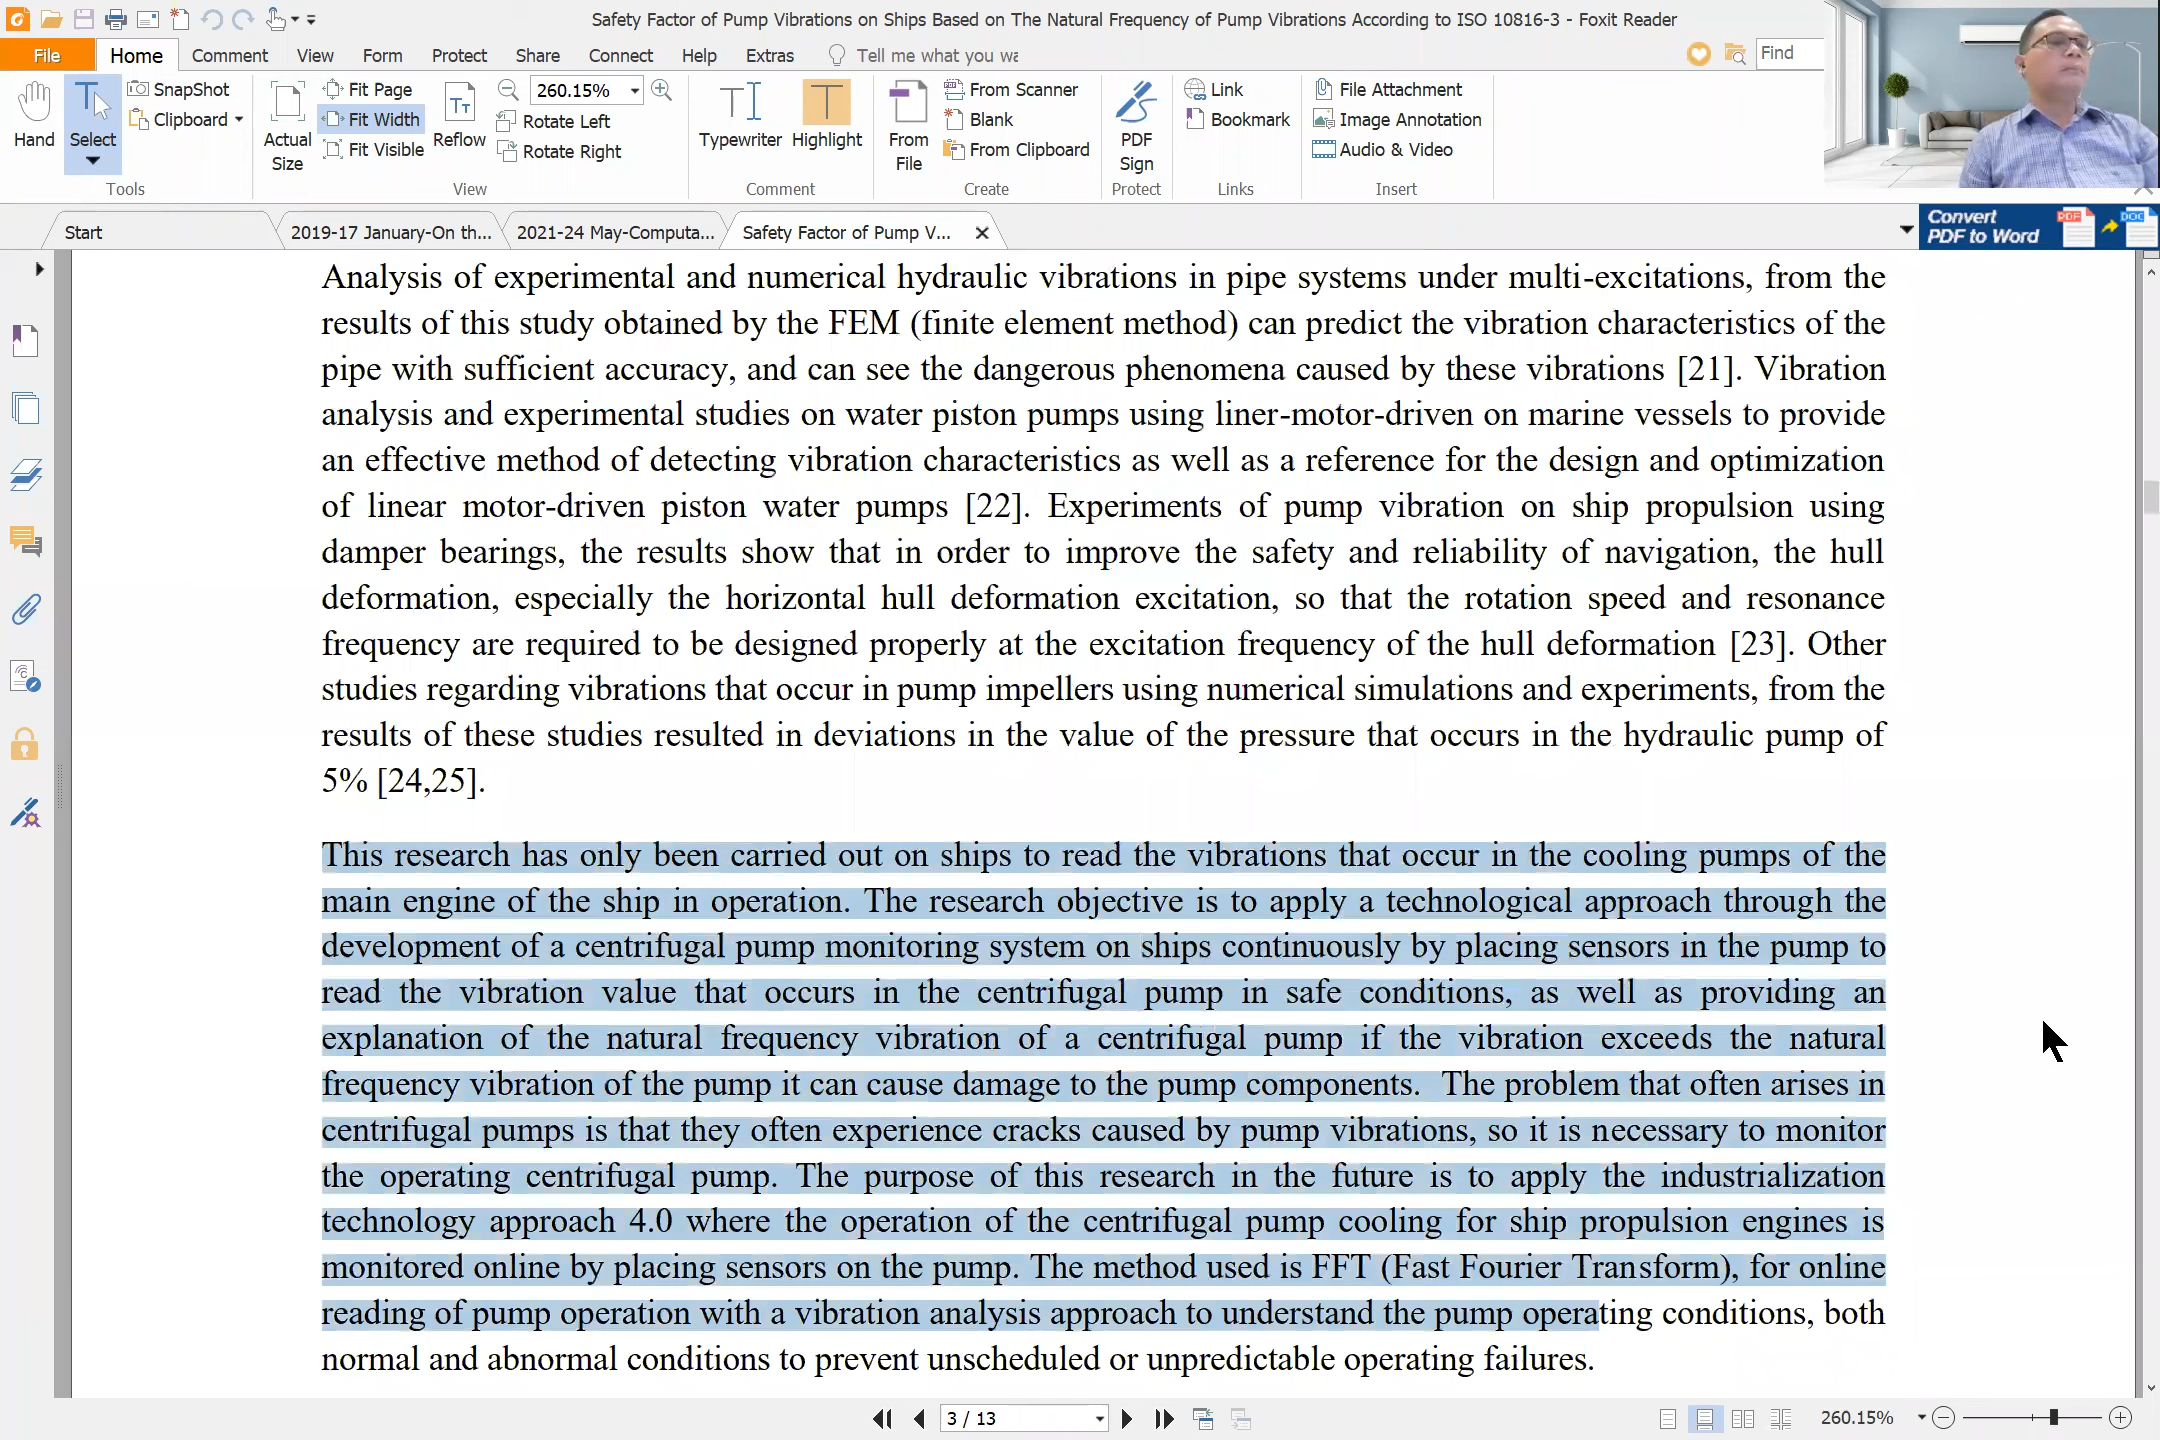 Safety Factor of Pump Vibrations on Ships Based on The Natural Frequency of Pump Vibrations According to ISO 10816-3 - Foxit Reader
File Home Comment View Form Protect Share Connect Help Extras Tell me what you wa Find
Hand
Select
SnapShot
Clipboard
Tools
Actual Size
Fit Page
Fit Width
Fit Visible
Reflow
260.15%
Rotate Left
Rotate Right
View
Typewriter
Highlight
Comment
From File
From Scanner
Blank
From Clipboard
Create
PDF Sign
Protect
Link
Bookmark
Links
File Attachment
Image Annotation
Audio & Video
Insert
Start 2019-17 January-On th... 2021-24 May-Computa... Safety Factor of Pump V...
Convert
PDF to Word
PDF DOC
Analysis of experimental and numerical hydraulic vibrations in pipe systems under multi-excitations, from the
results of this study obtained by the FEM (finite element method) can predict the vibration characteristics of the
pipe with sufficient accuracy, and can see the dangerous phenomena caused by these vibrations [21]. Vibration
analysis and experimental studies on water piston pumps using liner-motor-driven on marine vessels to provide
an effective method of detecting vibration characteristics as well as a reference for the design and optimization
of linear motor-driven piston water pumps [22]. Experiments of pump vibration on ship propulsion using
damper bearings, the results show that in order to improve the safety and reliability of navigation, the hull
deformation, especially the horizontal hull deformation excitation, so that the rotation speed and resonance
frequency are required to be designed properly at the excitation frequency of the hull deformation [23]. Other
studies regarding vibrations that occur in pump impellers using numerical simulations and experiments, from the
results of these studies resulted in deviations in the value of the pressure that occurs in the hydraulic pump of
5% [24,25].
This research has only been carried out on ships to read the vibrations that occur in the cooling pumps of the
main engine of the ship in operation. The research objective is to apply a technological approach through the
development of a centrifugal pump monitoring system on ships continuously by placing sensors in the pump to
read the vibration value that occurs in the centrifugal pump in safe conditions, as well as providing an
explanation of the natural frequency vibration of a centrifugal pump if the vibration exceeds the natural
frequency vibration of the pump it can cause damage to the pump components. The problem that often arises in
centrifugal pumps is that they often experience cracks caused by pump vibrations, so it is necessary to monitor
the operating centrifugal pump. The purpose of this research in the future is to apply the industrialization
technology approach 4.0 where the operation of the centrifugal pump cooling for ship propulsion engines is
monitored online by placing sensors on the pump. The method used is FFT (Fast Fourier Transform), for online
reading of pump operation with a vibration analysis approach to understand the pump operating conditions, both
normal and abnormal conditions to prevent unscheduled or unpredictable operating failures.
3 / 13 260.15%